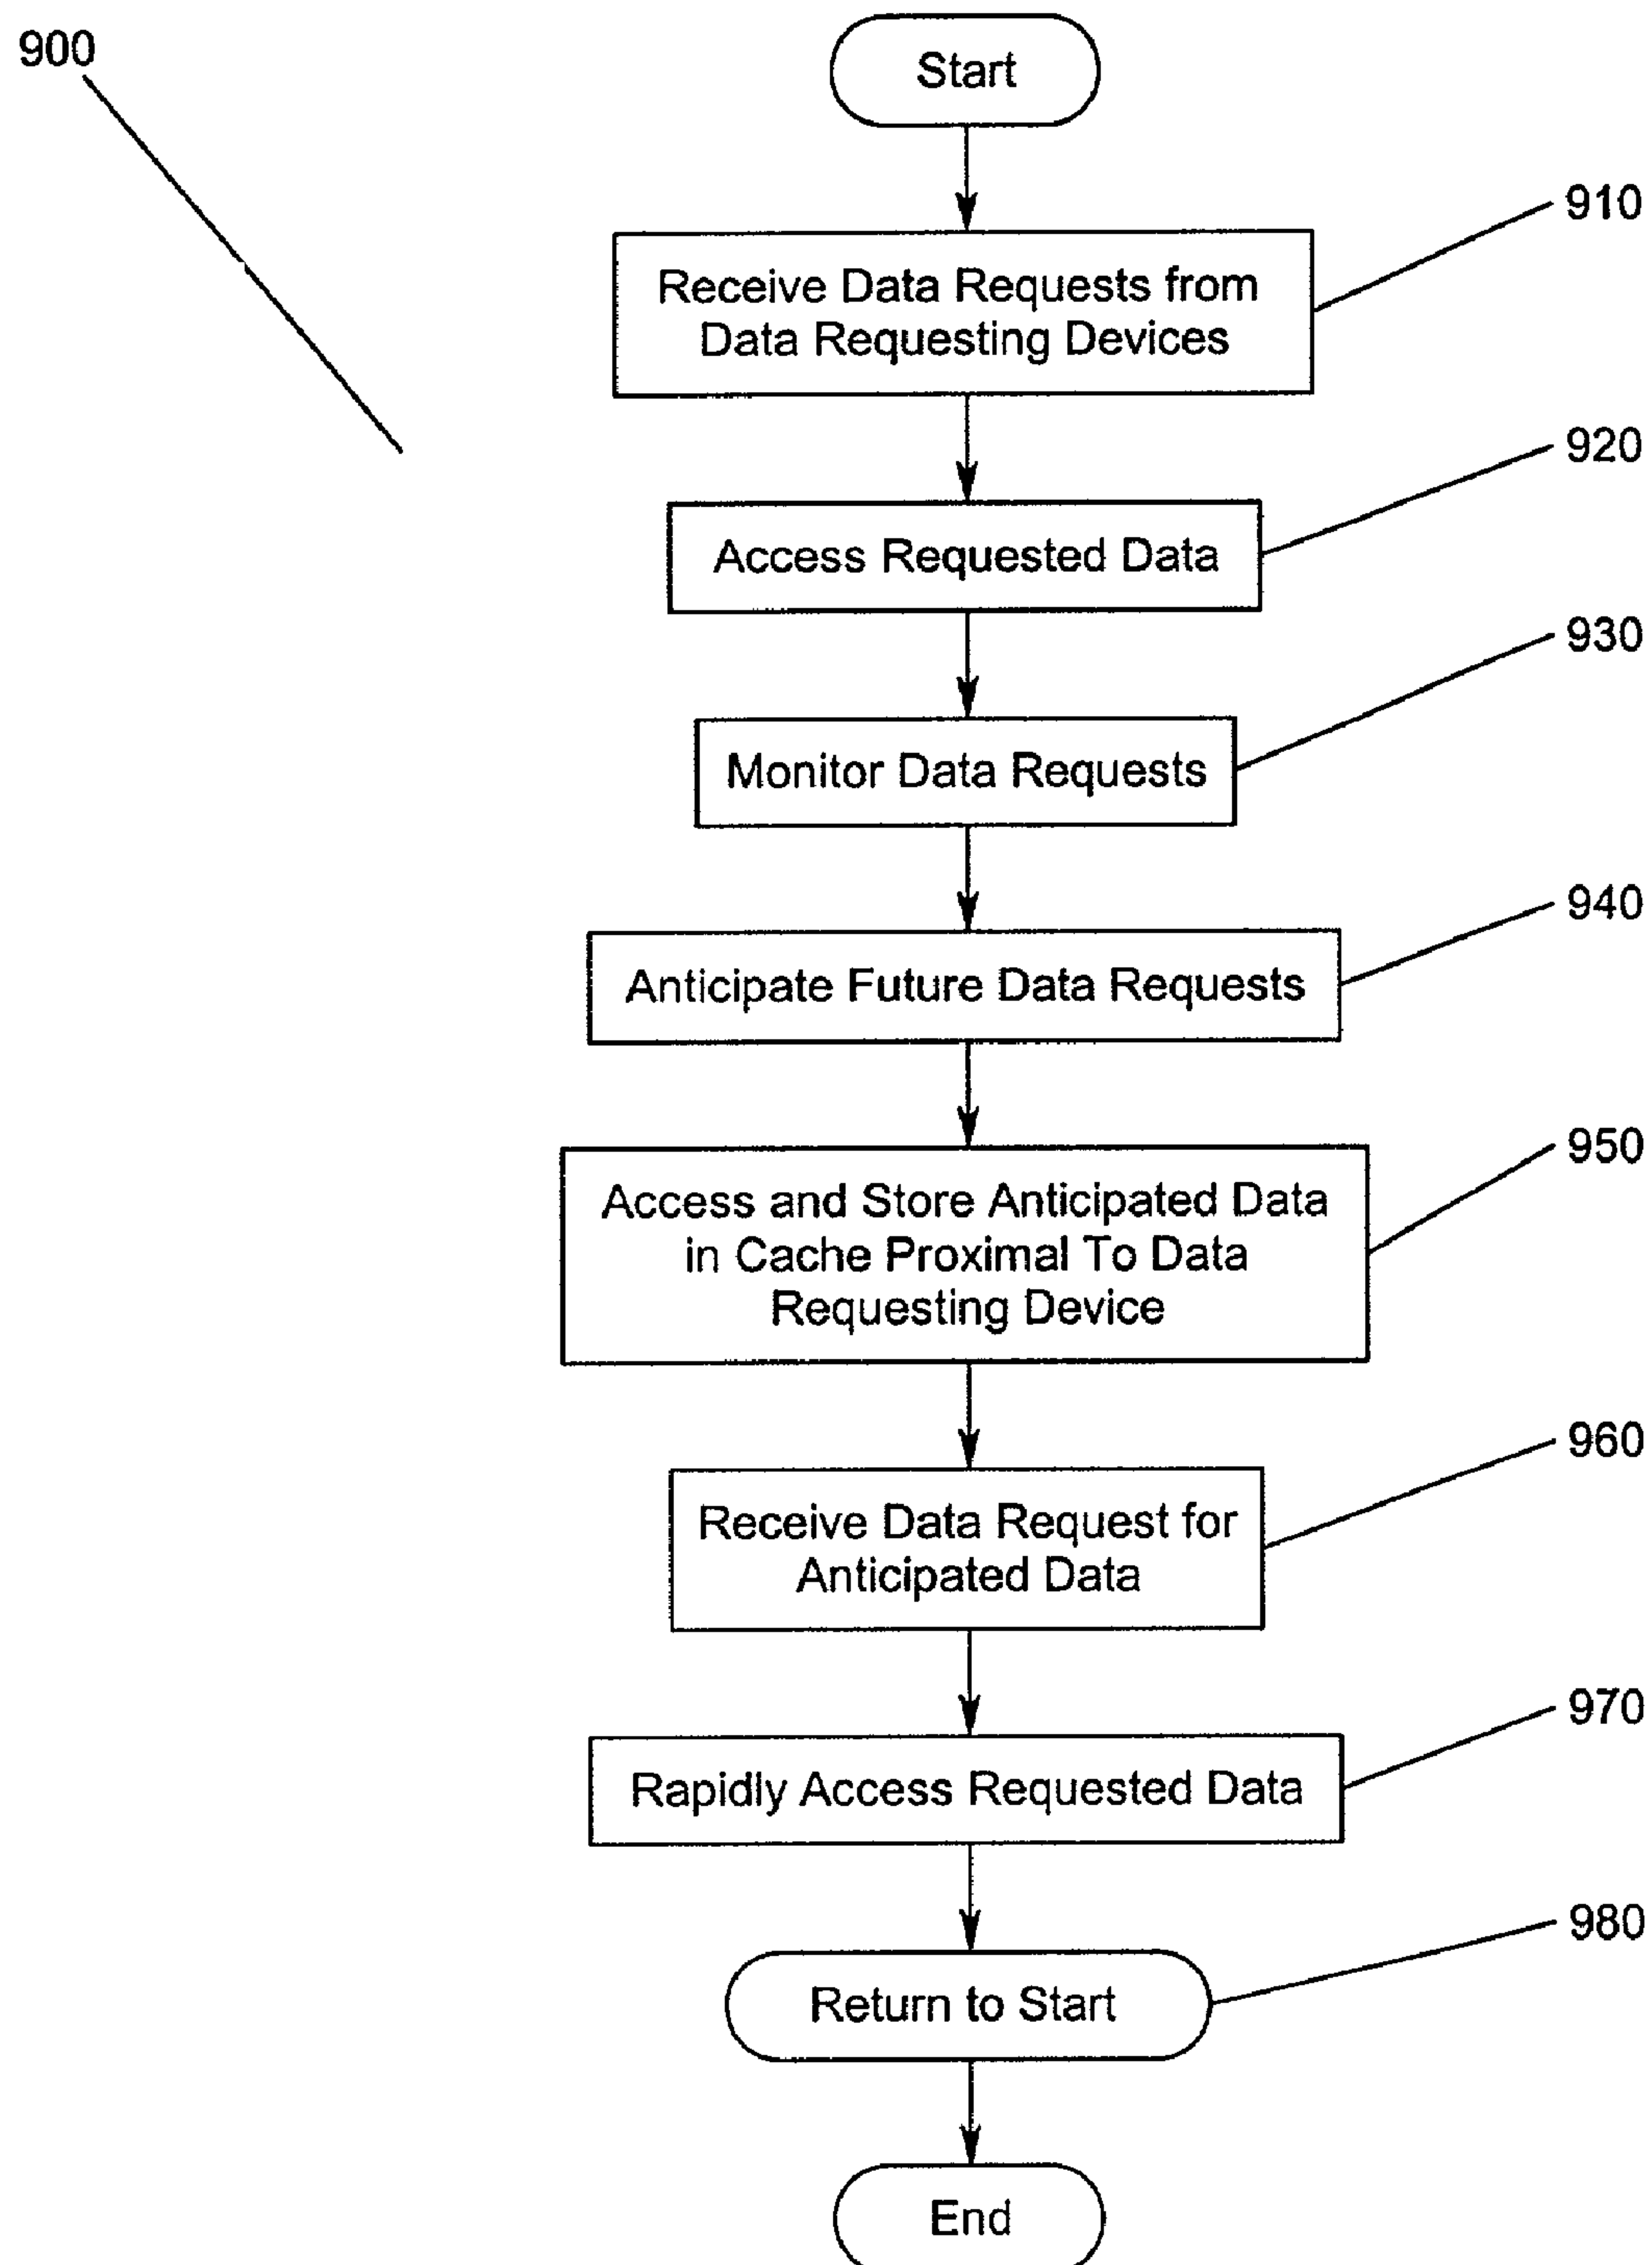 900
Start
910
Receive Data Requests from
Data Requesting Devices
920
Access Requested Data
930
Monitor Data Requests
940
Anticipate Future Data Requests
950
Access and Store Anticipated Data
in Cache Proximal To Data
Requesting Device
960
Receive Data Request for
Anticipated Data
970
Rapidly Access Requested Data
980
Return to Start
End